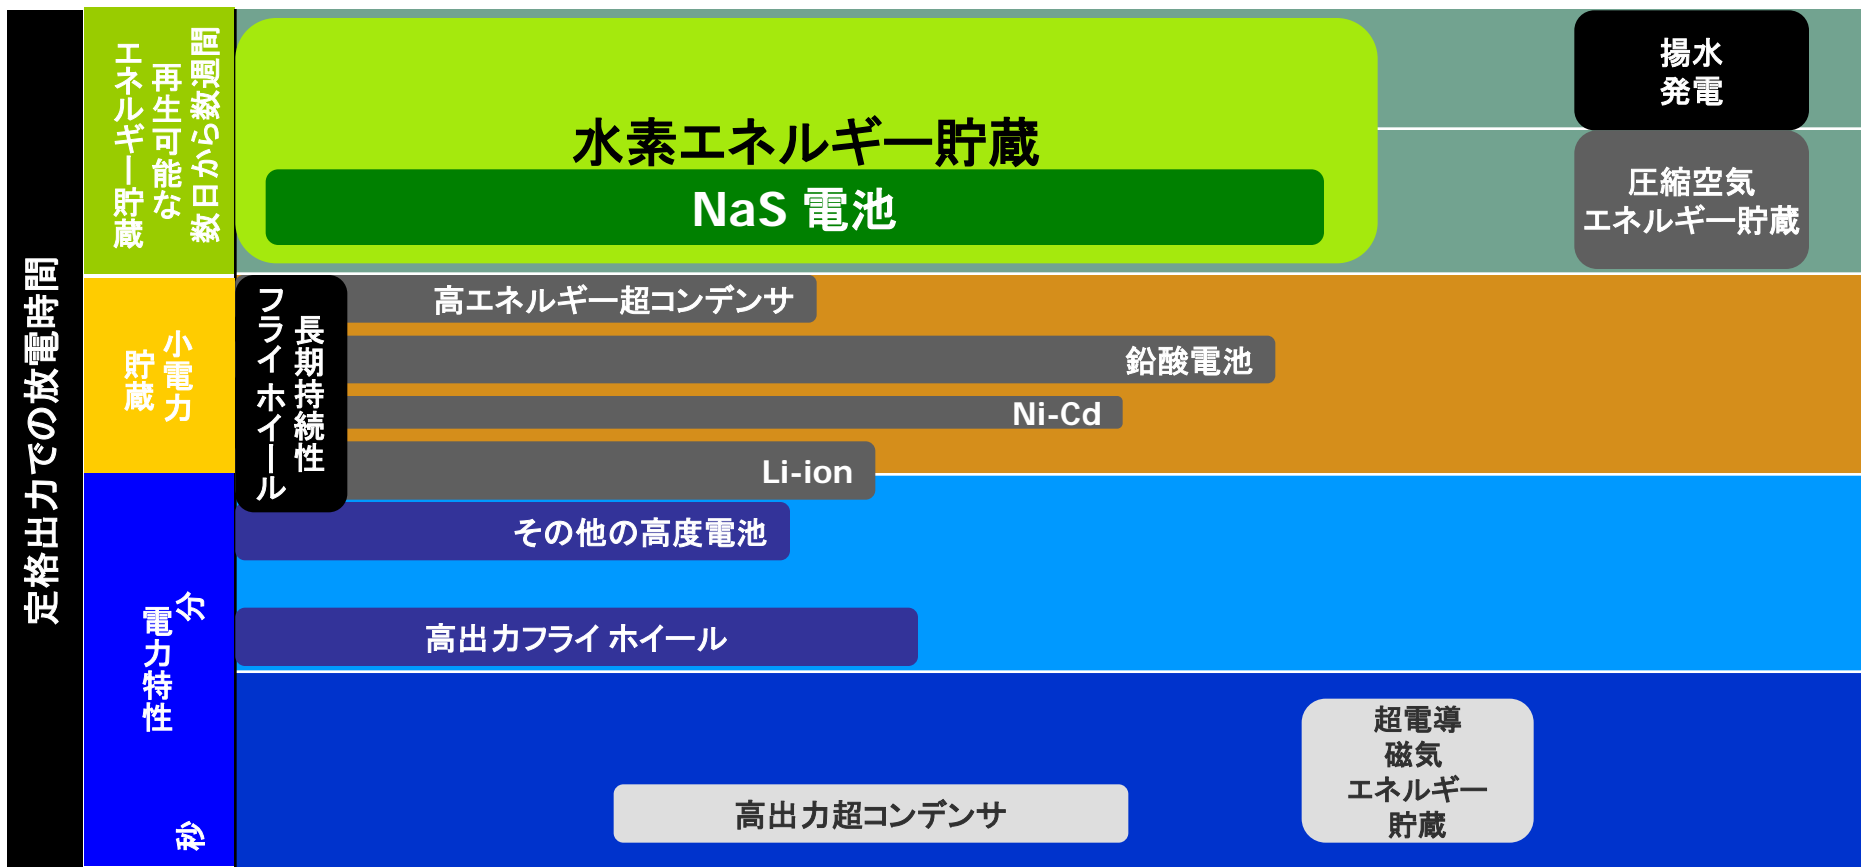 定格出力での放電時間
数日から数週間
再生可能な
エネルギー貯蔵
小電力
貯蔵
分
電力特性
秒
水素エネルギー貯蔵
NaS 電池
揚水
発電
圧縮空気
エネルギー貯蔵
長期持続性
フライ ホイール
高エネルギー超コンデンサ
鉛酸電池
Ni-Cd
Li-ion
その他の高度電池
高出力フライ ホイール
高出力超コンデンサ
超電導
磁気
エネルギー
貯蔵